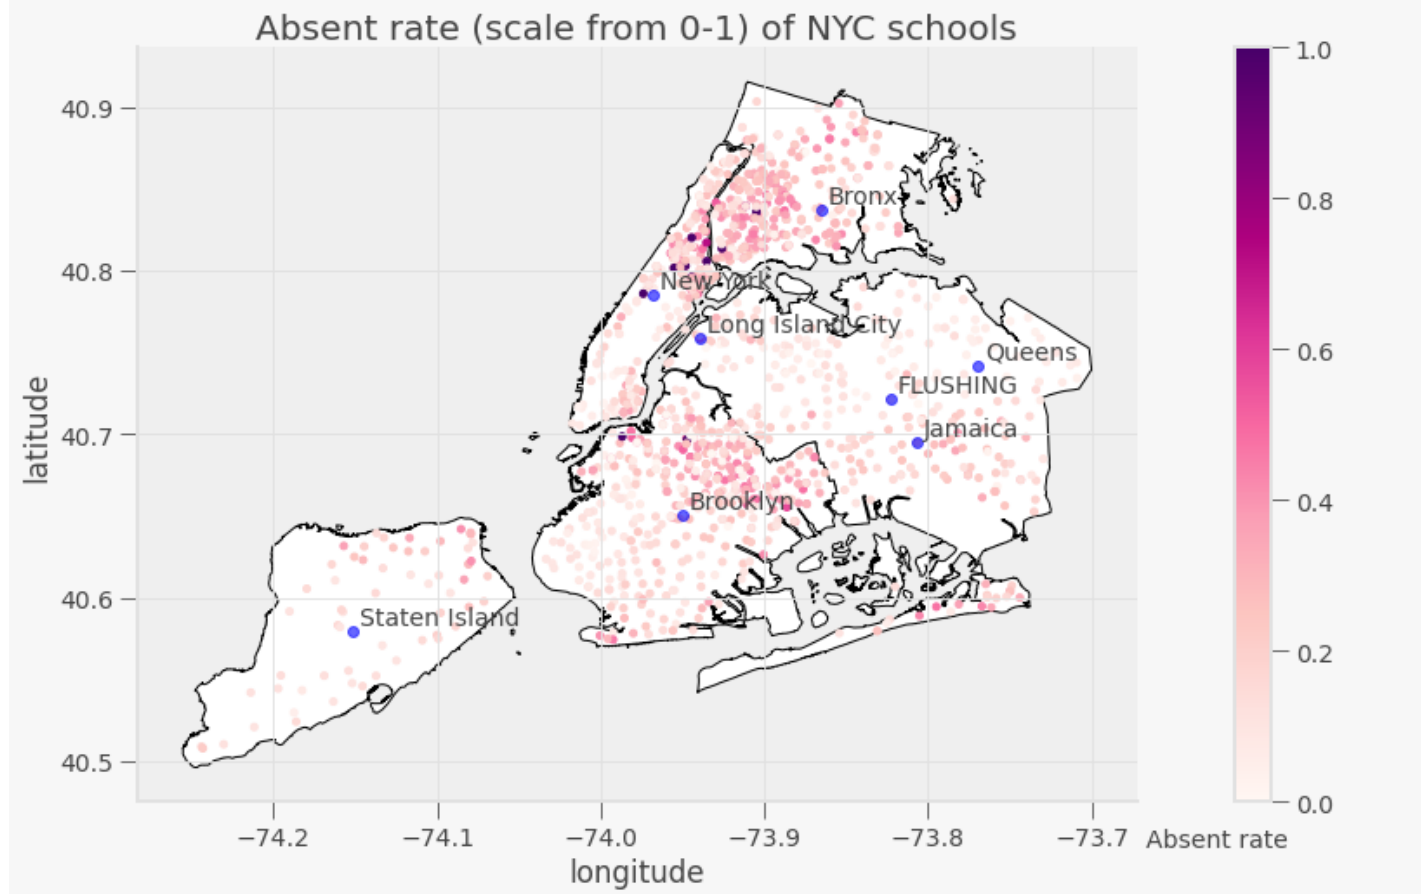 Absent rate (scale from 0-1) of NYC schools
1.0
40.9
Bronx
0.8
40.8
New York
Long Island City
0.6
Queens
FLUSHING
latitude
40.7
Jamaica
0.4
Brooklyn
40.6
Staten Island
0.2
40.5
0.0
−74.2
−74.1
−74.0
−73.9
−73.8
−73.7
Absent rate
longitude